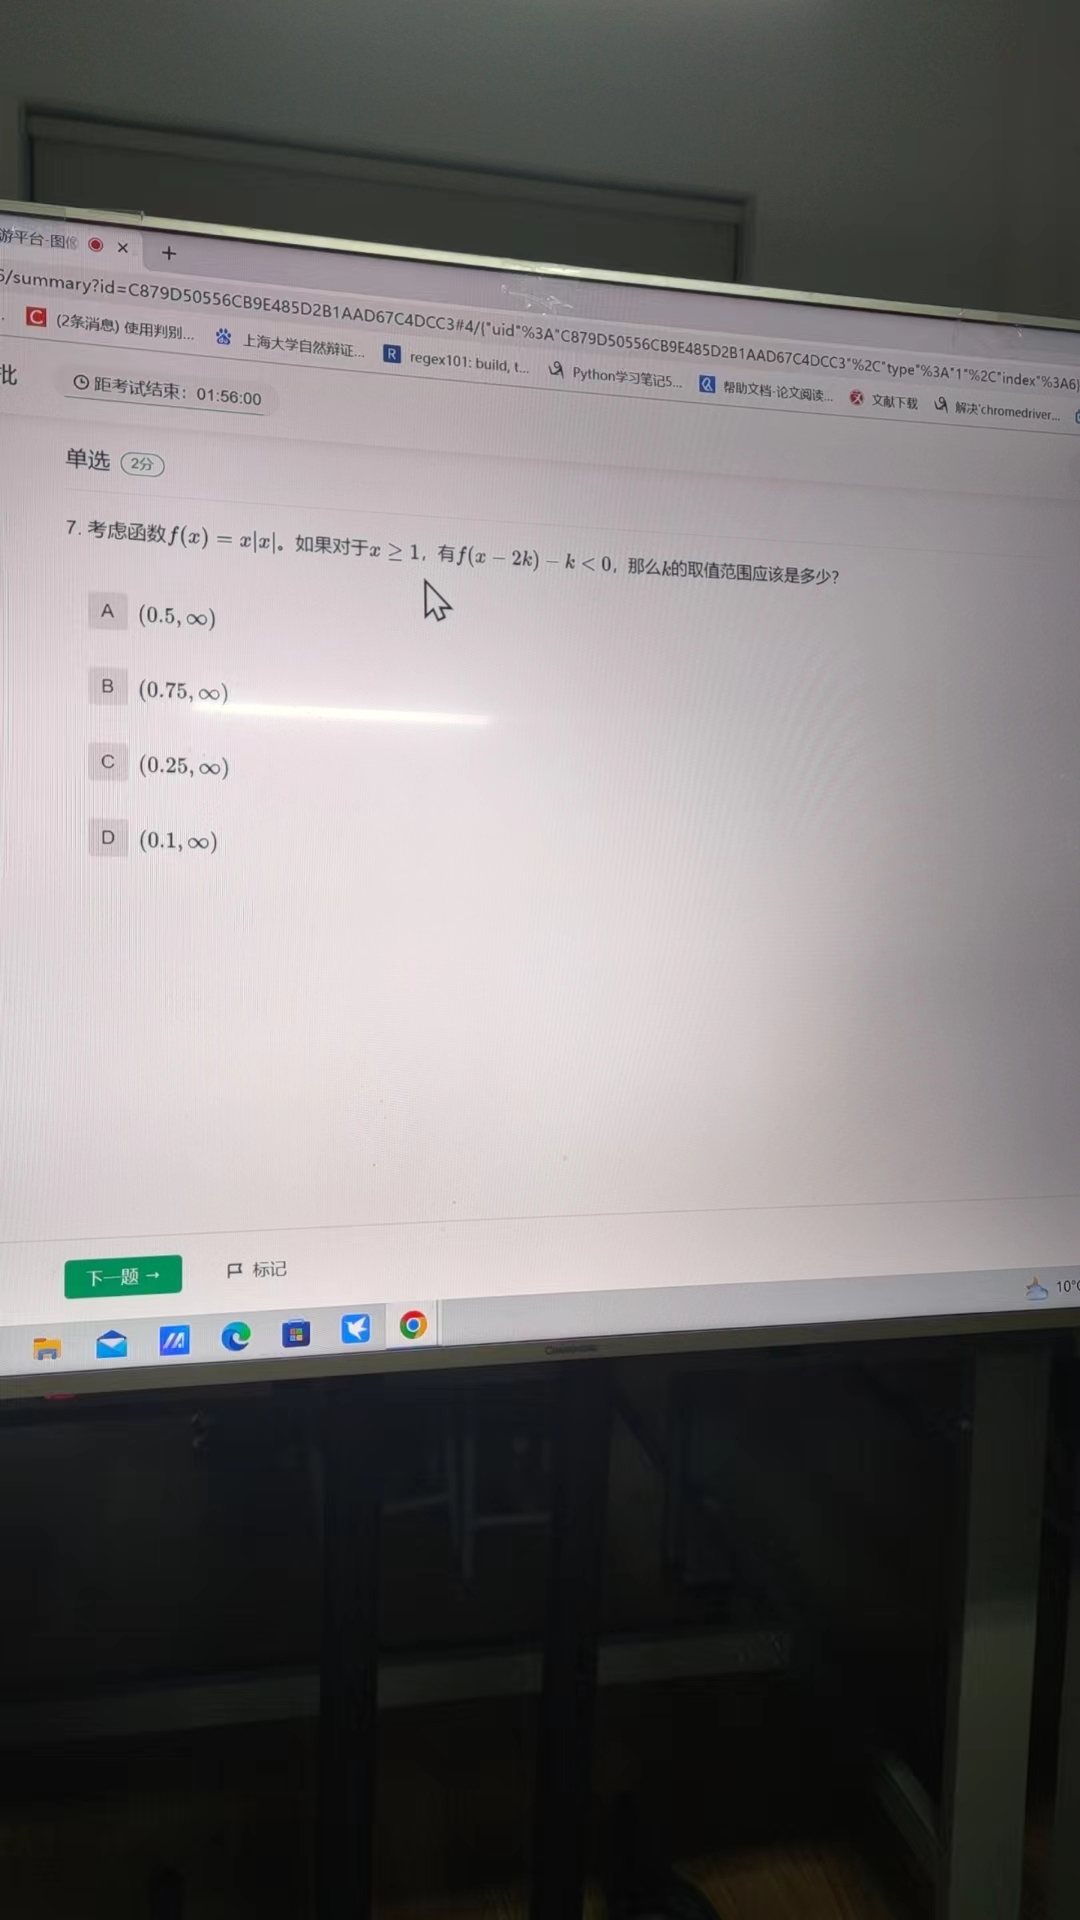 游平台-图
6/summary?id=C879D50556CB9E485D2B1AAD67C4DCC3#4/{"uid"%3A"C879D50556CB9E485D2B1AAD67C4DCC3"%2C"type"%3A"1"%2C"index"%3A6}
(2条消息) 使用判别... 上海大学自然辩证... regex101: build, t... Python学习笔记5... 帮助文档-论文阅读... 文献下载 解决'chromedriver...
批 距考试结束：01:56:00
单选 2分
7. 考虑函数f(x) = x|x|。如果对于x ≥ 1，有f(x − 2k) − k < 0，那么k的取值范围应该是多少？
A (0.5, ∞)
B (0.75, ∞)
C (0.25, ∞)
D (0.1, ∞)
下一题 → 标记
10°C